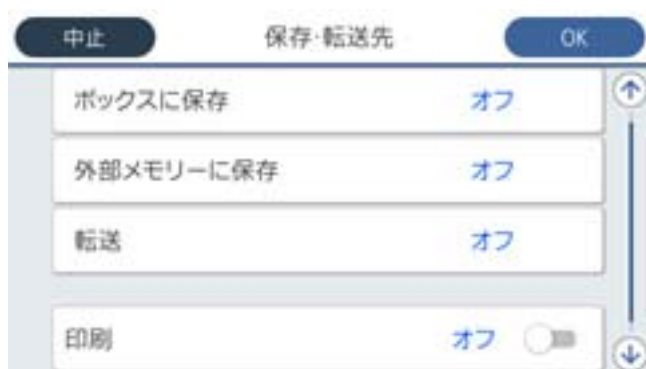 中止 保存・転送先 OK
ボックスに保存 オフ
外部メモリーに保存 オフ
転送 オフ
印刷 オフ